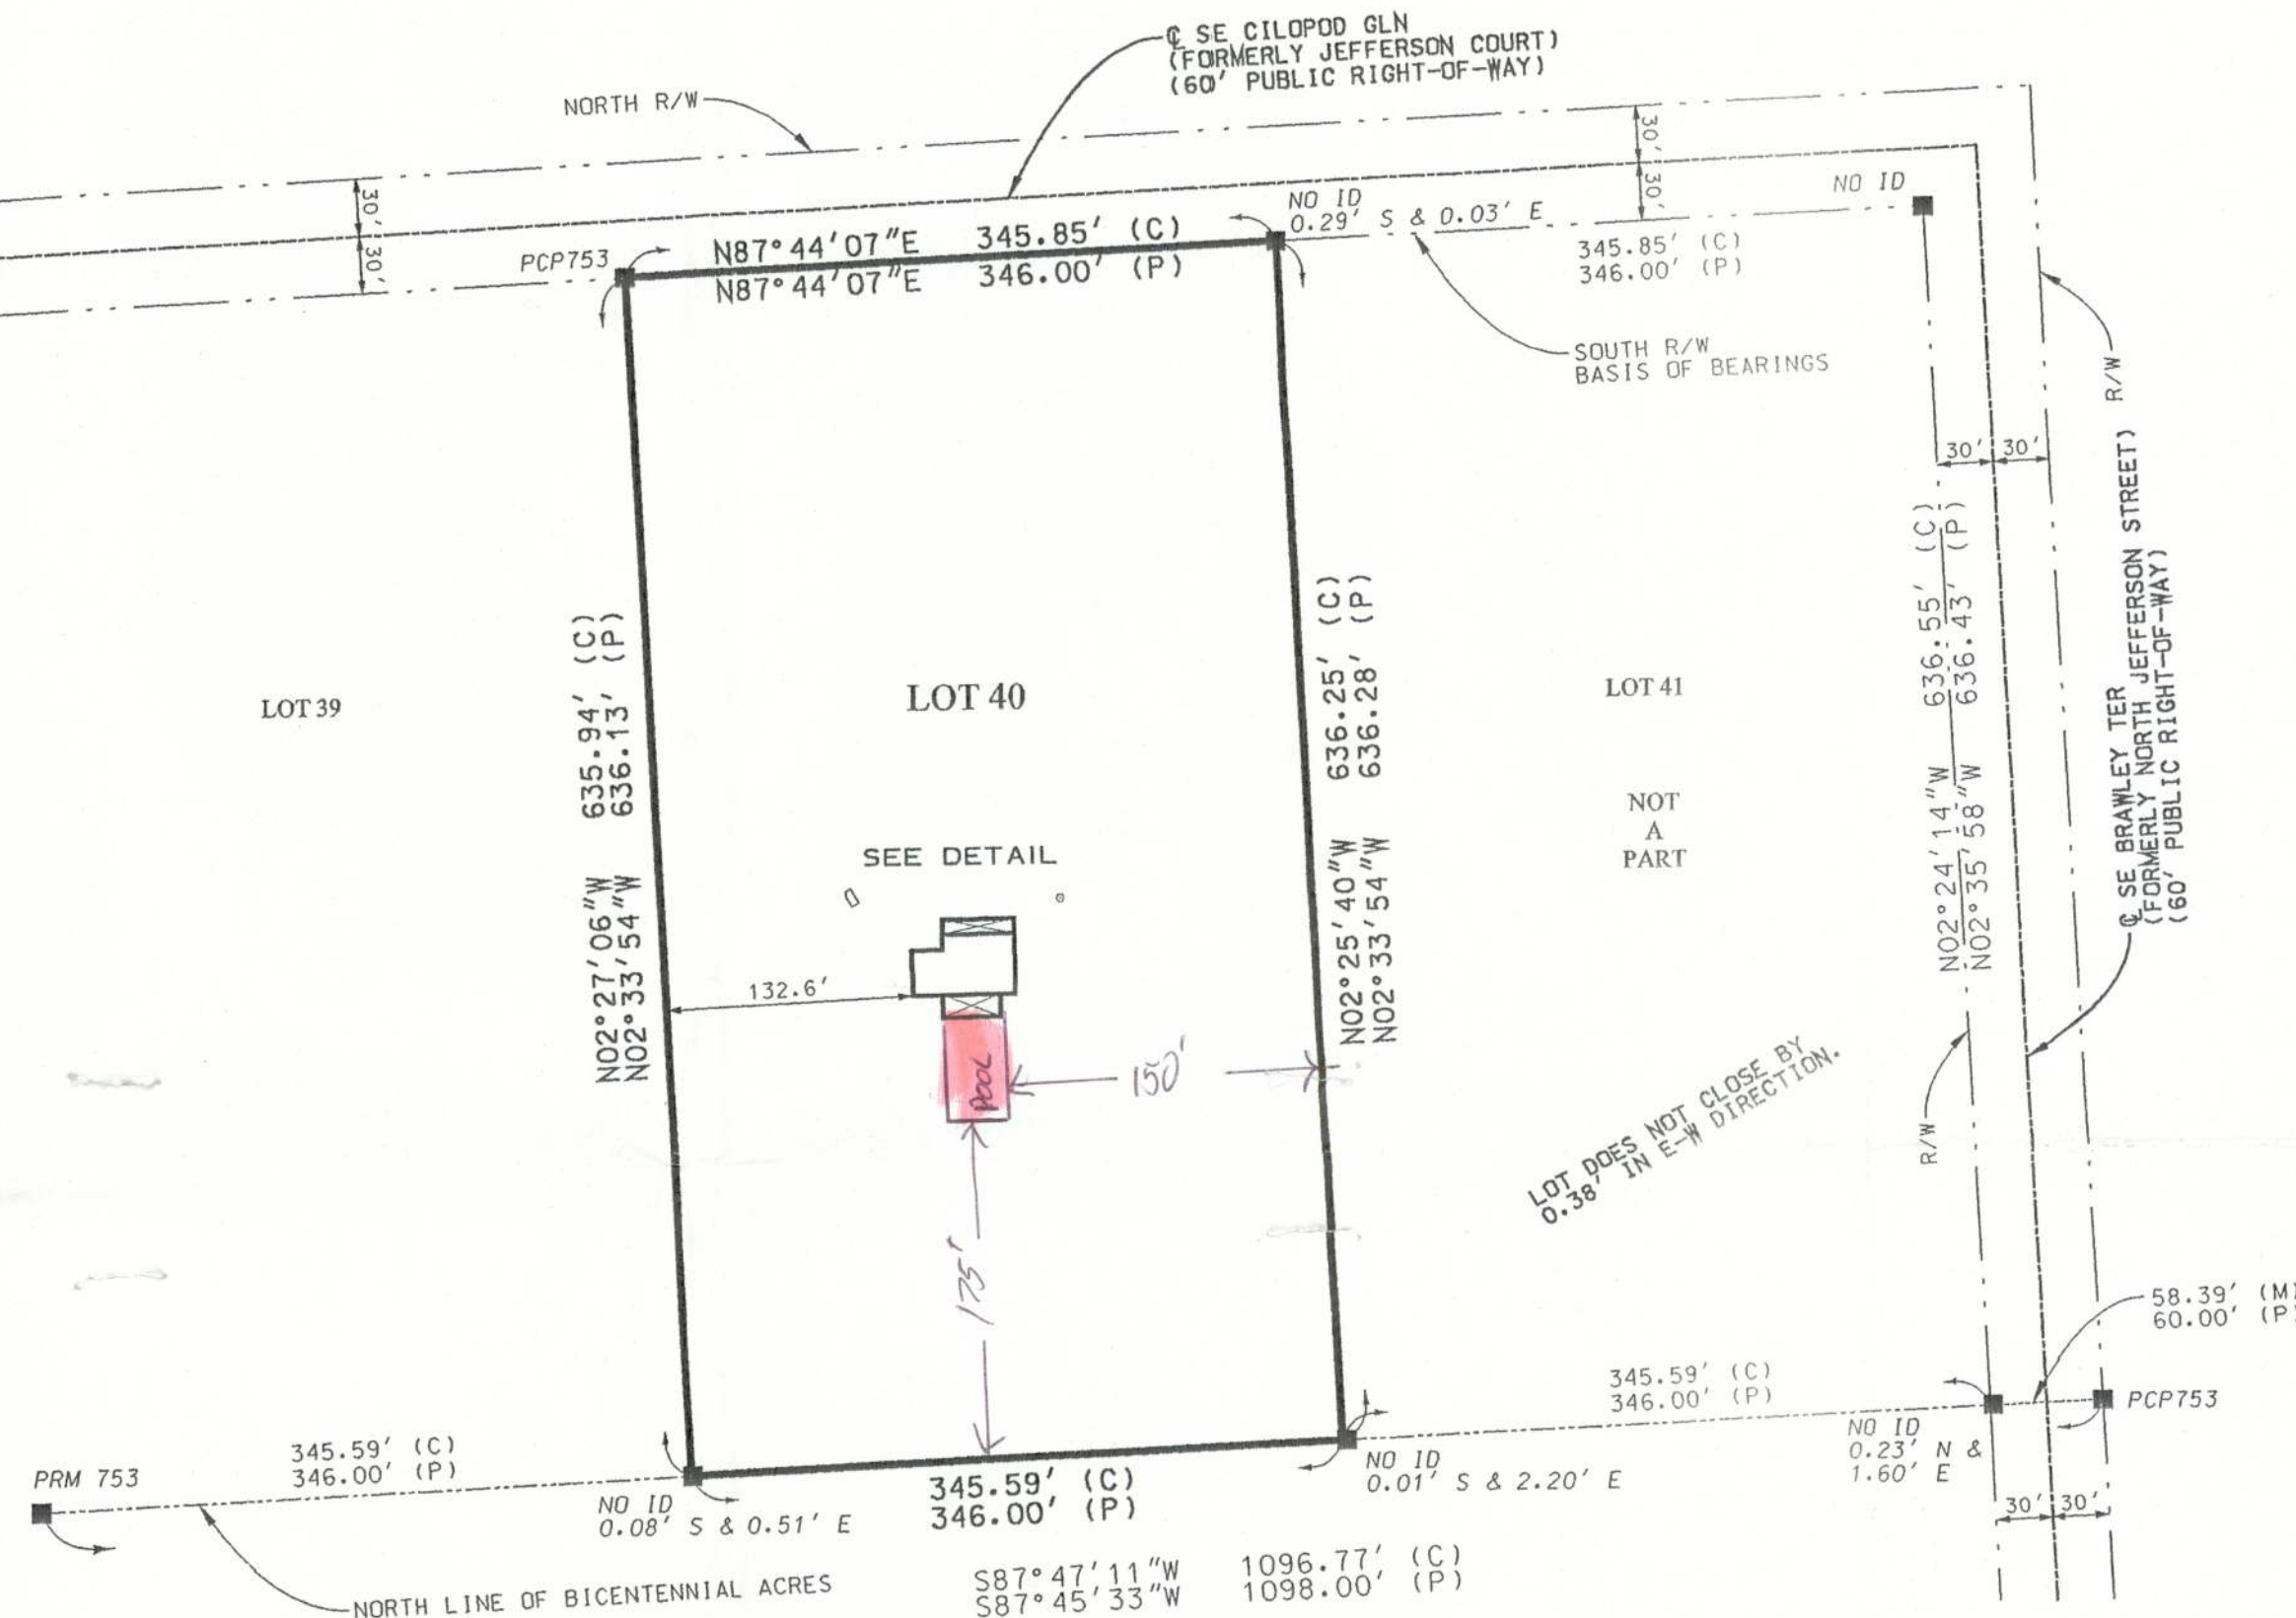 ℄ SE CILOPOD GLN
(FORMERLY JEFFERSON COURT)
(60' PUBLIC RIGHT-OF-WAY)
NORTH R/W
30'
30'
30'
30'
NO ID
NO ID
0.29' S & 0.03' E
PCP753
N87°44'07"E 345.85' (C)
N87°44'07"E 346.00' (P)
345.85' (C)
346.00' (P)
SOUTH R/W
BASIS OF BEARINGS
R/W
30' 30'
LOT 39
N02°27'06"W 635.94' (C)
N02°33'54"W 636.13' (P)
LOT 40
N02°25'40"W 636.25' (C)
N02°33'54"W 636.28' (P)
LOT 41
NOT
A
PART
N02°24'14"W 636.55' (C)
N02°35'58"W 636.43' (P)
℄ SE BRAWLEY TER
(FORMERLY NORTH JEFFERSON STREET)
(60' PUBLIC RIGHT-OF-WAY)
SEE DETAIL
132.6'
POOL
150'
175'
LOT DOES NOT CLOSE BY
0.38' IN E-W DIRECTION.
R/W
58.39' (M)
60.00' (P
PCP753
345.59' (C)
346.00' (P)
NO ID
0.23' N &
1.60' E
30' 30'
NO ID
0.01' S & 2.20' E
345.59' (C)
346.00' (P)
NO ID
0.08' S & 0.51' E
345.59' (C)
346.00' (P)
PRM 753
NORTH LINE OF BICENTENNIAL ACRES
S87°47'11"W 1096.77' (C)
S87°45'33"W 1098.00' (P)